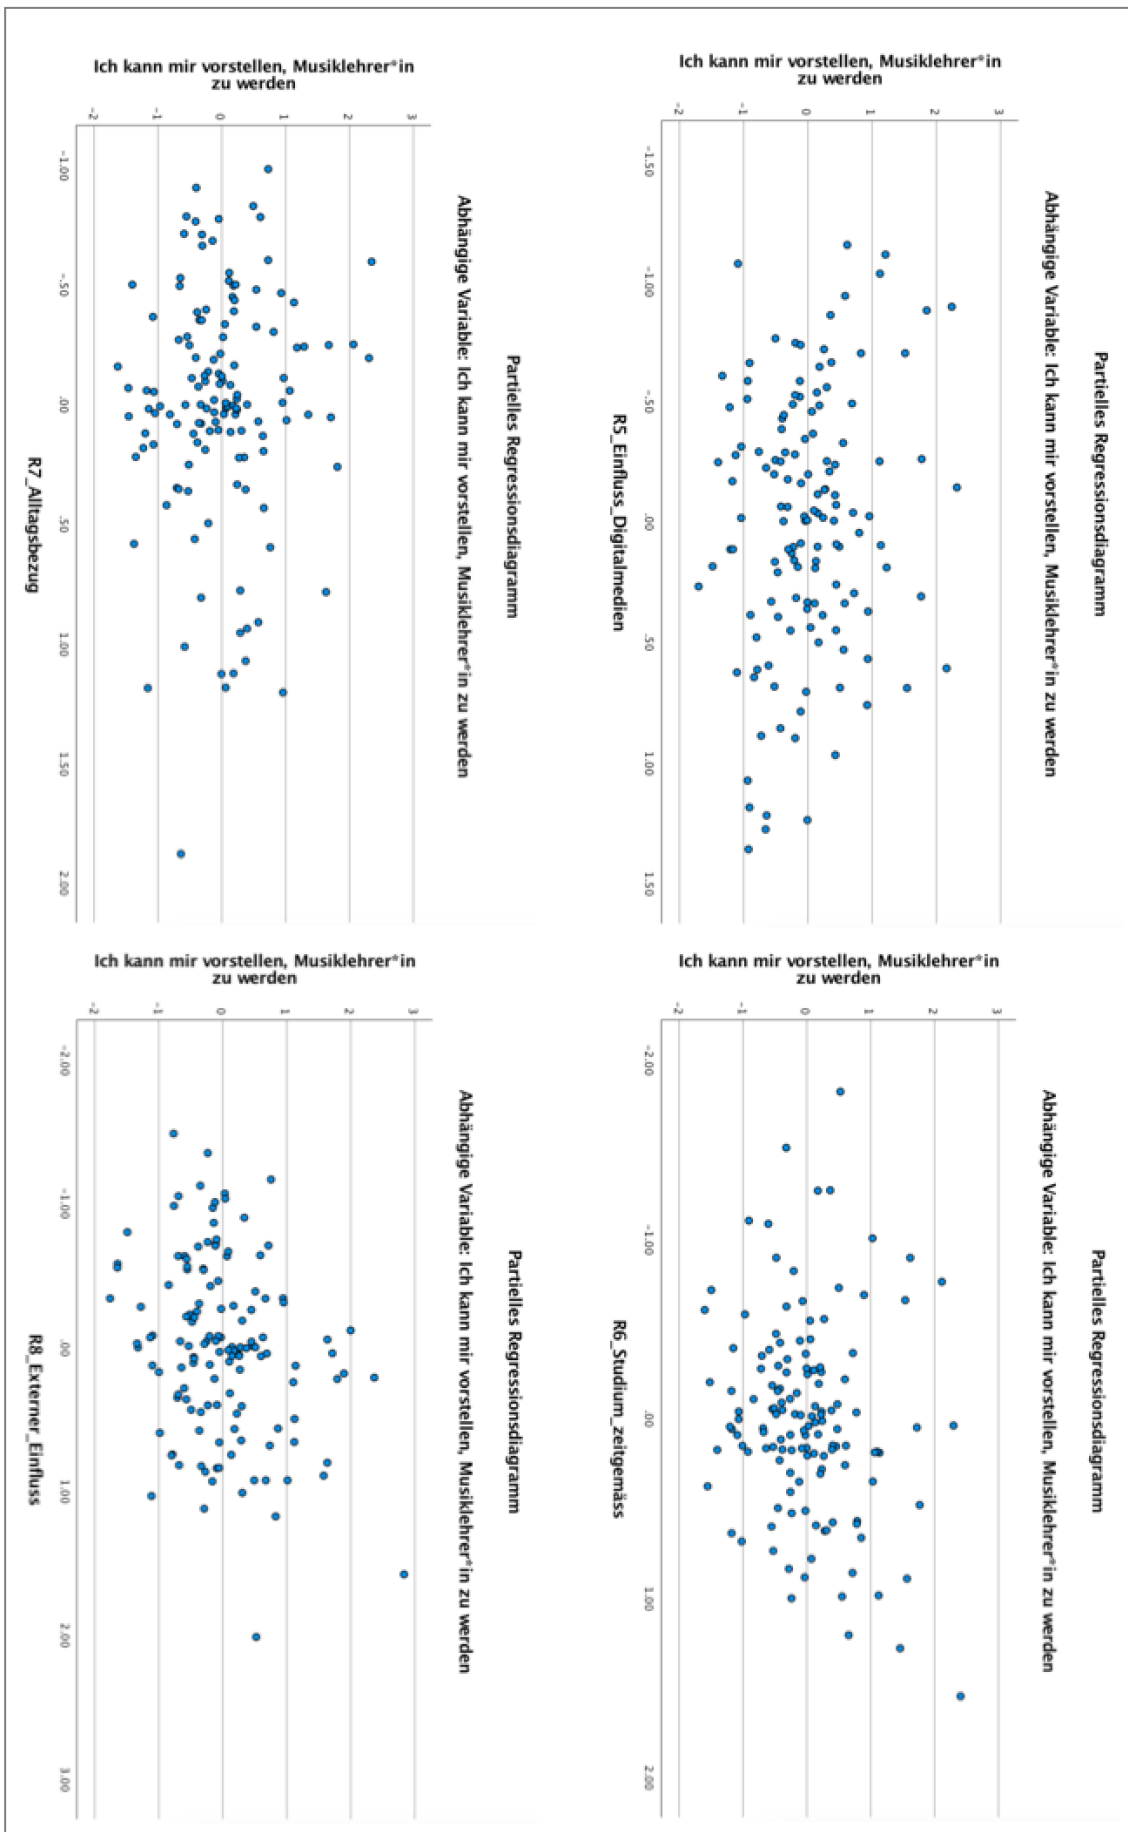 Partielles Regressionsdiagramm
Abhängige Variable: Ich kann mir vorstellen, Musiklehrer*in zu werden
Ich kann mir vorstellen, Musiklehrer*in
zu werden
3
2
1
0
-1
-2
-1.50 -1.00 -.50 .00 .50 1.00 1.50
R5_Einfluss_Digitalmedien
Partielles Regressionsdiagramm
Abhängige Variable: Ich kann mir vorstellen, Musiklehrer*in zu werden
Ich kann mir vorstellen, Musiklehrer*in
zu werden
3
2
1
0
-1
-2
-2.00 -1.00 .00 1.00 2.00
R6_Studium_zeitgemäss
Partielles Regressionsdiagramm
Abhängige Variable: Ich kann mir vorstellen, Musiklehrer*in zu werden
Ich kann mir vorstellen, Musiklehrer*in
zu werden
3
2
1
0
-1
-2
-1.00 -.50 .00 .50 1.00 1.50 2.00
R7_Alltagsbezug
Partielles Regressionsdiagramm
Abhängige Variable: Ich kann mir vorstellen, Musiklehrer*in zu werden
Ich kann mir vorstellen, Musiklehrer*in
zu werden
3
2
1
0
-1
-2
-2.00 -1.00 .00 1.00 2.00 3.00
R8_Externer_Einfluss